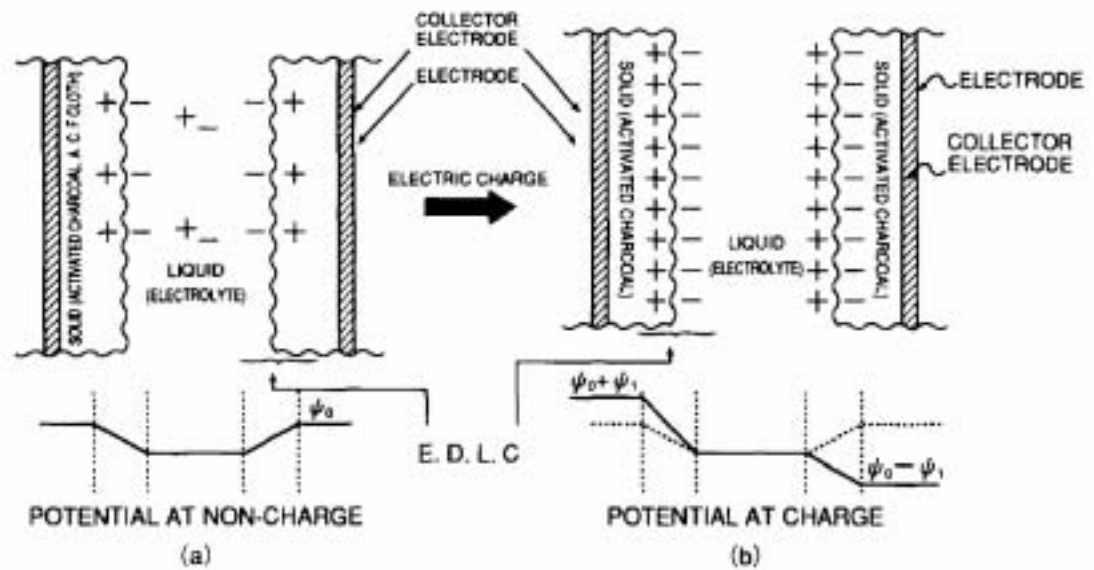 COLLECTOR
ELECTRODE
ELECTRODE
SOLID (ACTIVATED CHARCOAL, A. C. F CLOTH)
+ − + − − +
+ − + − − +
+ − + − − +
LIQUID
(ELECTROLYTE)
ELECTRIC CHARGE
SOLID (ACTIVATED CHARCOAL)
+ − + −
+ − + −
+ − + −
+ − + −
+ − + −
+ − + −
+ − + −
+ − + −
+ − + −
LIQUID
(ELECTROLYTE)
SOLID (ACTIVATED CHARCOAL)
ELECTRODE
COLLECTOR
ELECTRODE
ψ₀
E. D. L. C
ψ₀+ψ₁
ψ₀−ψ₁
POTENTIAL AT NON-CHARGE
(a)
POTENTIAL AT CHARGE
(b)